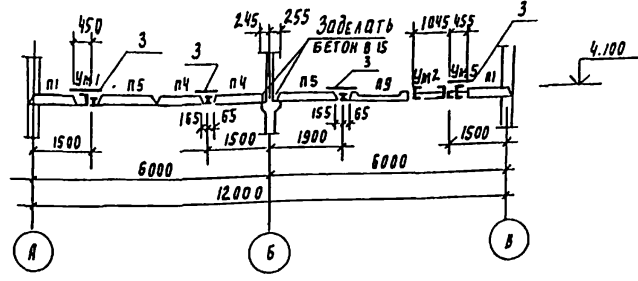 450
3
3
245
255
Заделать
БЕТОН В 15
1045
455
3
4.100
П1
Ум1
П5
П4
П4
П5
3
П9
Ум2
Ум5
П1
165
65
155
65
1500
1500
1900
1500
6000
6000
12000
А
Б
В